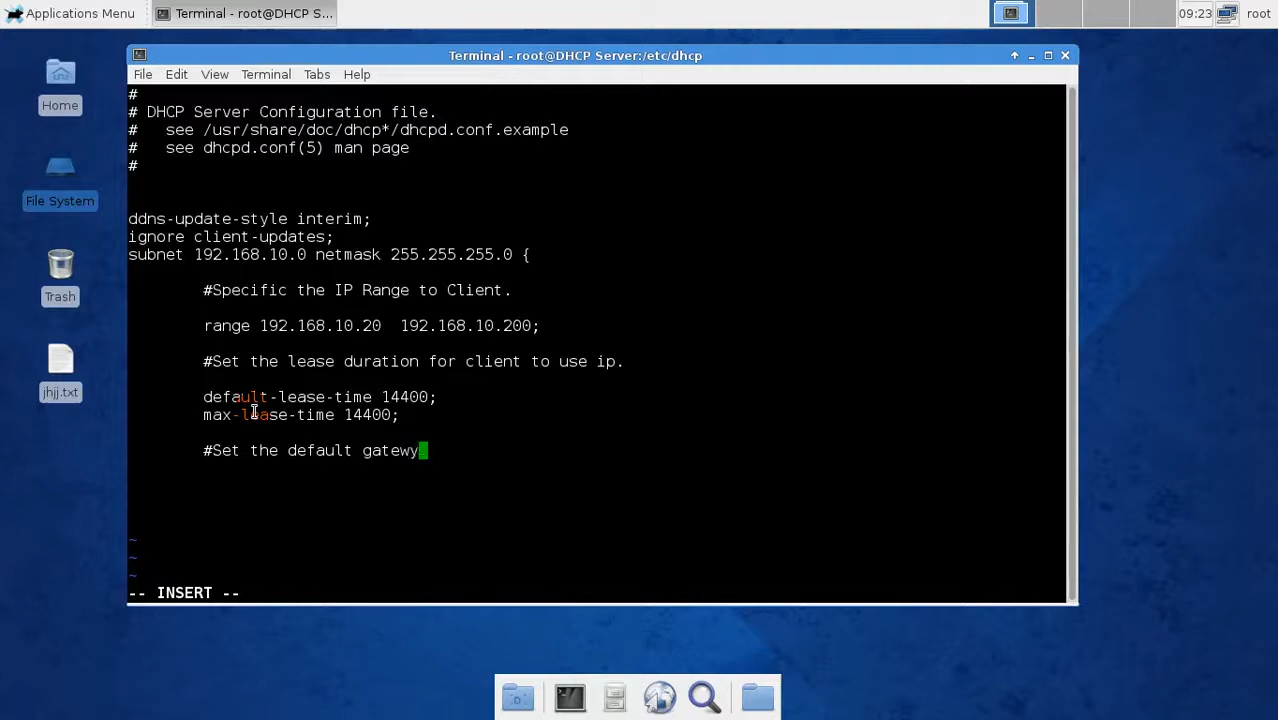 Applications Menu
Terminal - root@DHCP S...
09:23
root
Terminal - root@DHCP Server:/etc/dhcp
File Edit View Terminal Tabs Help
#
# DHCP Server Configuration file.
#   see /usr/share/doc/dhcp*/dhcpd.conf.example
#   see dhcpd.conf(5) man page
#
ddns-update-style interim;
ignore client-updates;
subnet 192.168.10.0 netmask 255.255.255.0 {
#Specific the IP Range to Client.
range 192.168.10.20  192.168.10.200;
#Set the lease duration for client to use ip.
default-lease-time 14400;
max-lease-time 14400;
#Set the default gatewy
~
~
~
-- INSERT --
Home
File System
Trash
jhjj.txt